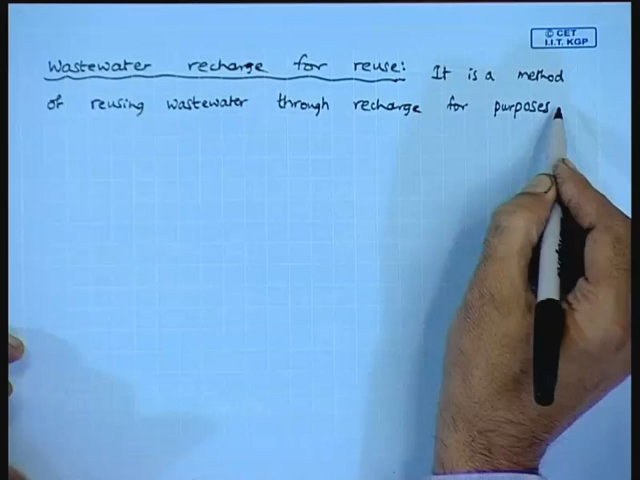 © CET
I.I.T. KGP
Wastewater recharge for reuse: It is a method
of reusing wastewater through recharge for purposes